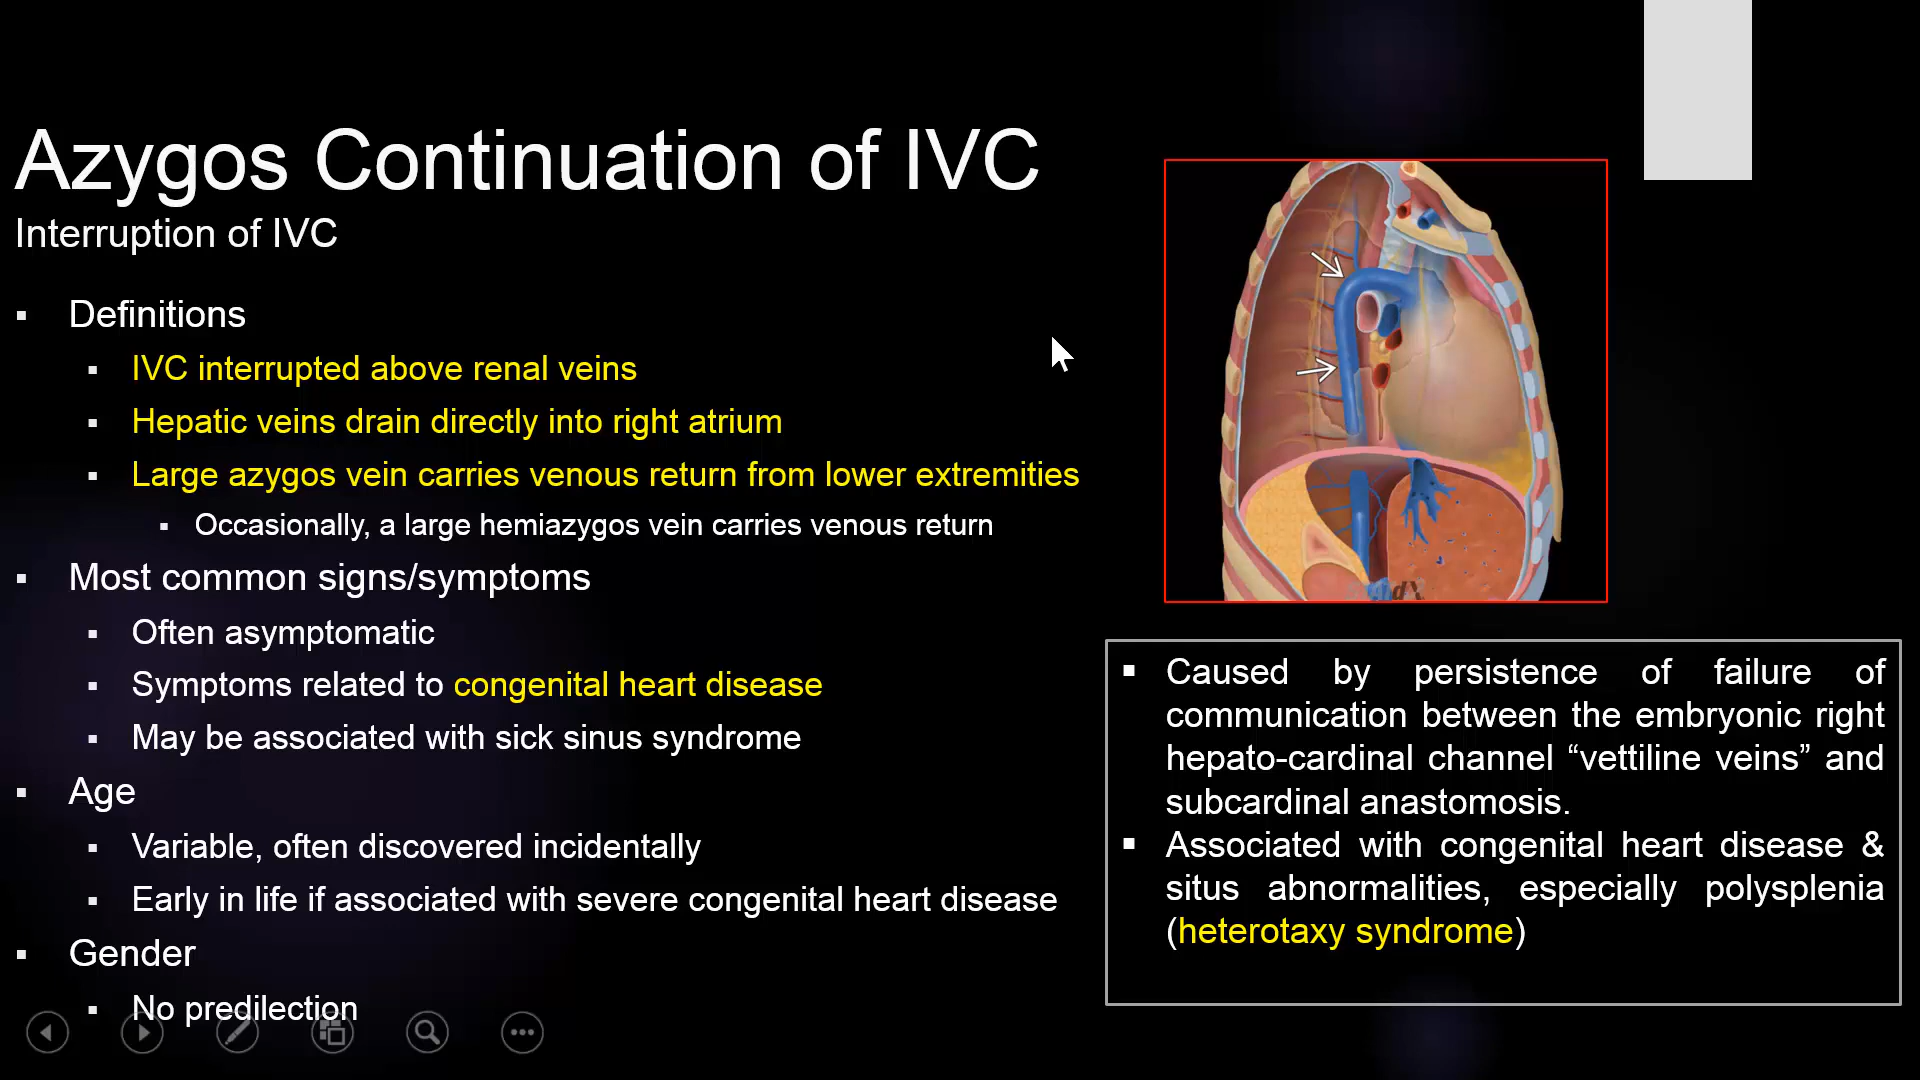 Azygos Continuation of IVC
Interruption of IVC
▪ Definitions
▪ IVC interrupted above renal veins
▪ Hepatic veins drain directly into right atrium
▪ Large azygos vein carries venous return from lower extremities
▪ Occasionally, a large hemiazygos vein carries venous return
▪ Most common signs/symptoms
▪ Often asymptomatic
▪ Symptoms related to congenital heart disease
▪ May be associated with sick sinus syndrome
▪ Age
▪ Variable, often discovered incidentally
▪ Early in life if associated with severe congenital heart disease
▪ Gender
▪ No predilection
▪ Caused by persistence of failure of
communication between the embryonic right
hepato-cardinal channel “vettiline veins” and
subcardinal anastomosis.
▪ Associated with congenital heart disease &
situs abnormalities, especially polysplenia
(heterotaxy syndrome)